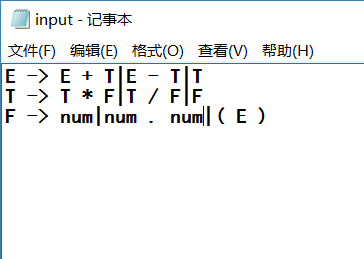 input - 记事本
文件(F) 编辑(E) 格式(O) 查看(V) 帮助(H)
E -> E + T|E - T|T
T -> T * F|T / F|F
F -> num|num . num|( E )